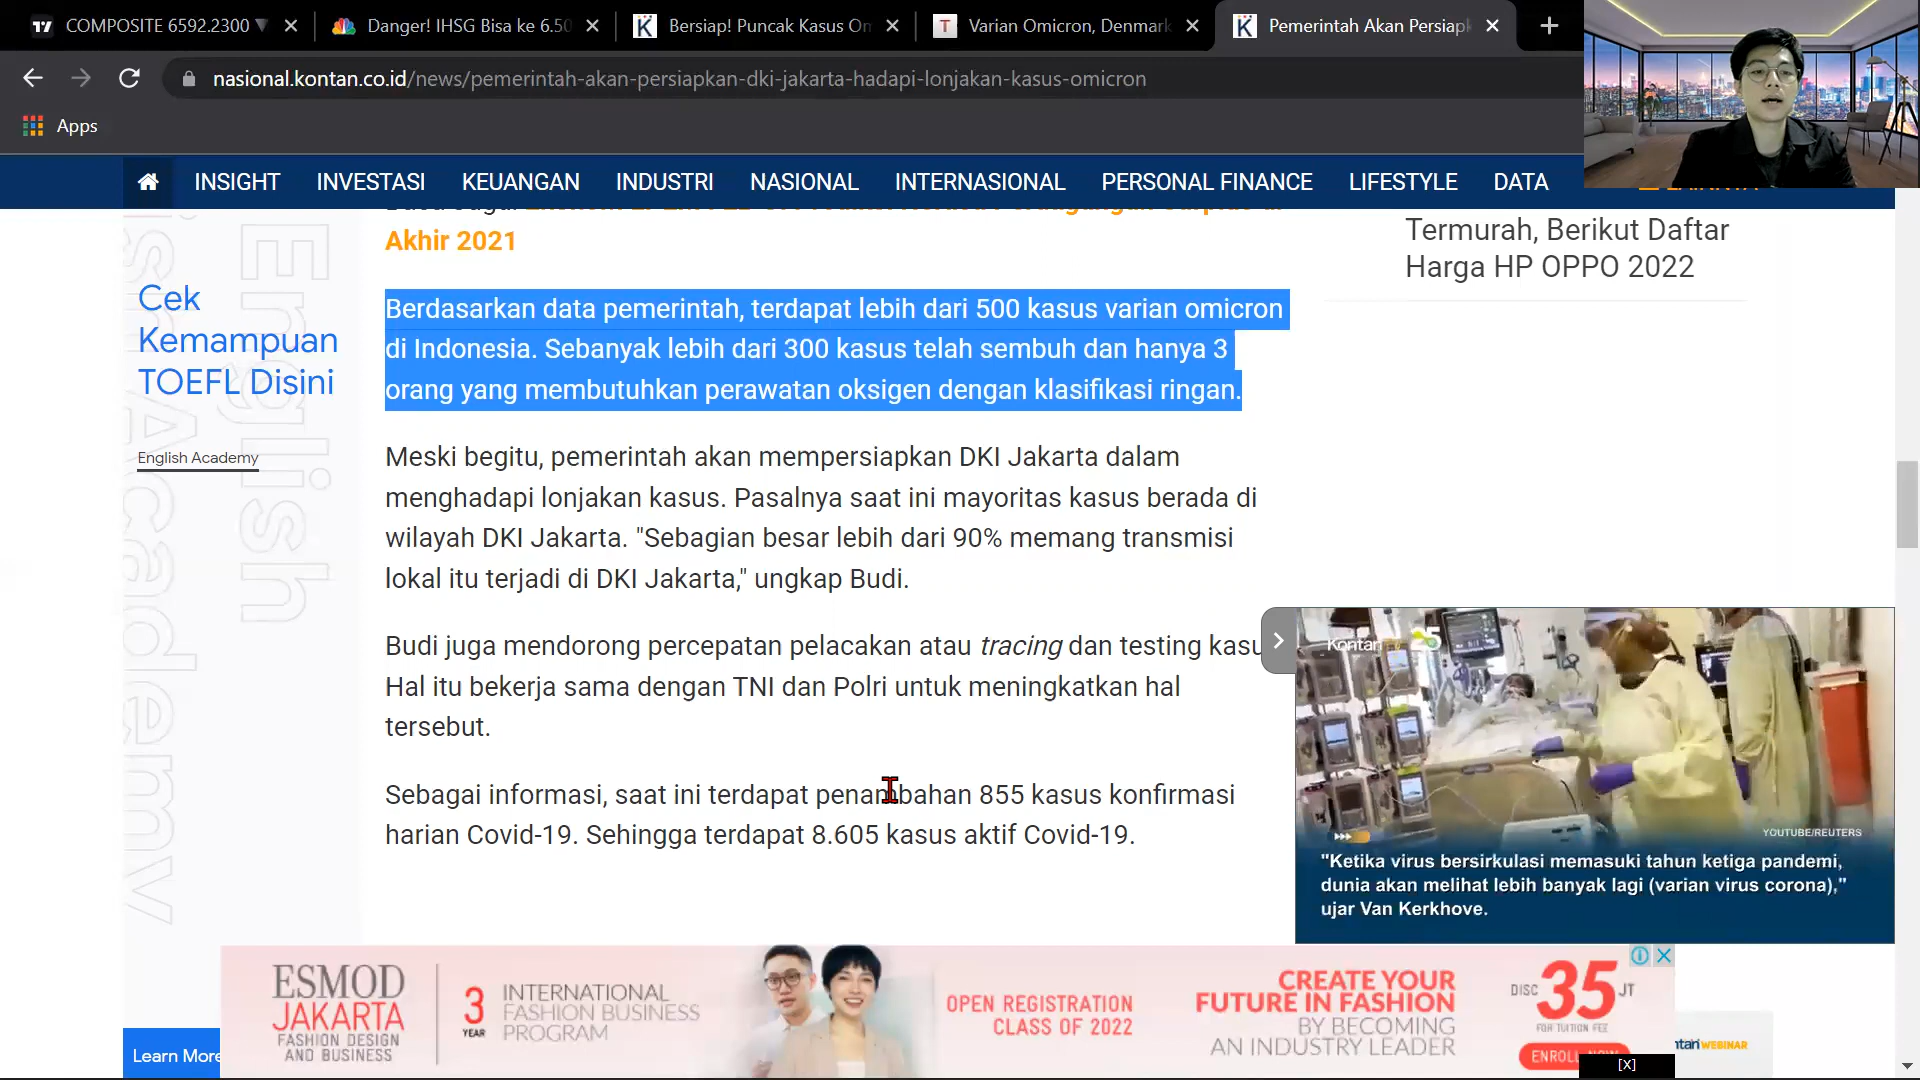 COMPOSITE 6592.2300 ▼
Danger! IHSG Bisa ke 6.50
Bersiap! Puncak Kasus Om
Varian Omicron, Denmark
Pemerintah Akan Persiapk
nasional.kontan.co.id/news/pemerintah-akan-persiapkan-dki-jakarta-hadapi-lonjakan-kasus-omicron
Apps
INSIGHT INVESTASI KEUANGAN INDUSTRI NASIONAL INTERNASIONAL PERSONAL FINANCE LIFESTYLE DATA
Akhir 2021
Berdasarkan data pemerintah, terdapat lebih dari 500 kasus varian omicron
di Indonesia. Sebanyak lebih dari 300 kasus telah sembuh dan hanya 3
orang yang membutuhkan perawatan oksigen dengan klasifikasi ringan.
Meski begitu, pemerintah akan mempersiapkan DKI Jakarta dalam
menghadapi lonjakan kasus. Pasalnya saat ini mayoritas kasus berada di
wilayah DKI Jakarta. "Sebagian besar lebih dari 90% memang transmisi
lokal itu terjadi di DKI Jakarta," ungkap Budi.
Budi juga mendorong percepatan pelacakan atau tracing dan testing kasu
Hal itu bekerja sama dengan TNI dan Polri untuk meningkatkan hal
tersebut.
Sebagai informasi, saat ini terdapat penambahan 855 kasus konfirmasi
harian Covid-19. Sehingga terdapat 8.605 kasus aktif Covid-19.
Termurah, Berikut Daftar
Harga HP OPPO 2022
Cek
Kemampuan
TOEFL Disini
English Academy
English
Academy
Learn More
Kontan TV 25
YOUTUBE/REUTERS
"Ketika virus bersirkulasi memasuki tahun ketiga pandemi,
dunia akan melihat lebih banyak lagi (varian virus corona),"
ujar Van Kerkhove.
ESMOD
JAKARTA
FASHION DESIGN
AND BUSINESS
3
YEAR
INTERNATIONAL
FASHION BUSINESS
PROGRAM
OPEN REGISTRATION
CLASS OF 2022
CREATE YOUR
FUTURE IN FASHION
BY BECOMING
AN INDUSTRY LEADER
DISC 35 JT
FOR TUITION FEE
ENROLL NOW
WEBINAR
[X]